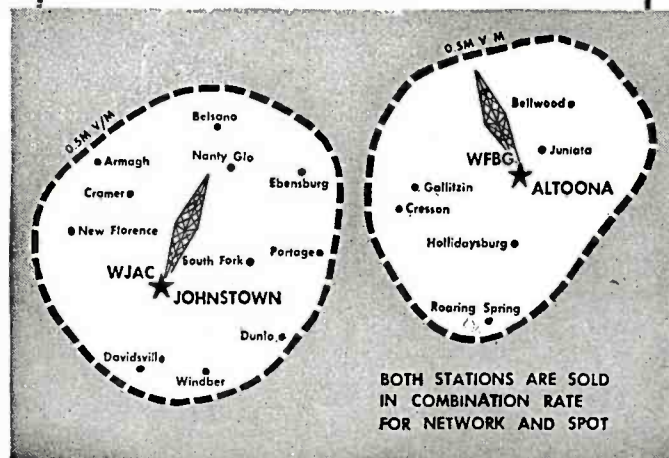 0.5M V/M
Belsano
Armagh
Nanty Glo
Cramer
Ebensburg
New Florence
South Fork
Portage
WJAC
JOHNSTOWN
Dunlo
Davidsvill
Windber
0.5M V/M
Bellwood
WFBG
Juniata
ALTOONA
Gallitzin
Cresson
Hollidaysburg
Roaring Spring
BOTH STATIONS ARE SOLD
IN COMBINATION RATE
FOR NETWORK AND SPOT